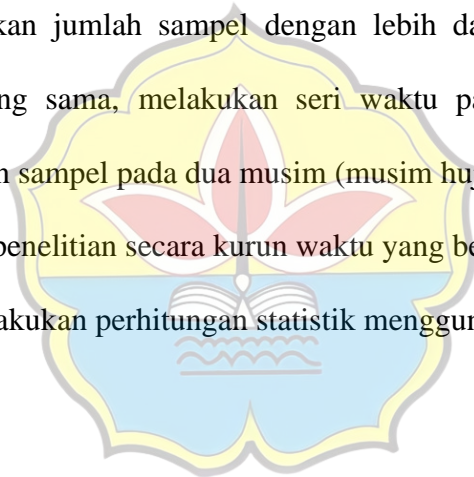 kan jumlah sampel dengan lebih da
ng sama, melakukan seri waktu pa
n sampel pada dua musim (musim huj
penelitian secara kurun waktu yang be
akukan perhitungan statistik menggun